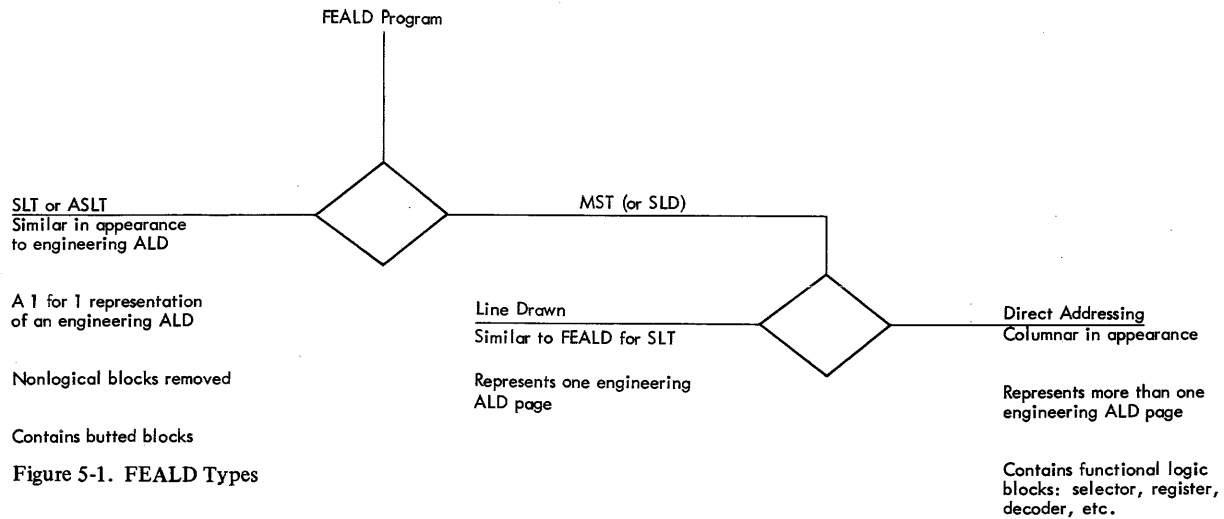 FEALD Program
SLT or ASLT
Similar in appearance
to engineering ALD
A 1 for 1 representation
of an engineering ALD
Nonlogical blocks removed
Contains butted blocks
MST (or SLD)
Line Drawn
Similar to FEALD for SLT
Represents one engineering
ALD page
Direct Addressing
Columnar in appearance
Represents more than one
engineering ALD page
Contains functional logic
blocks: selector, register,
decoder, etc.
Figure 5-1. FEALD Types